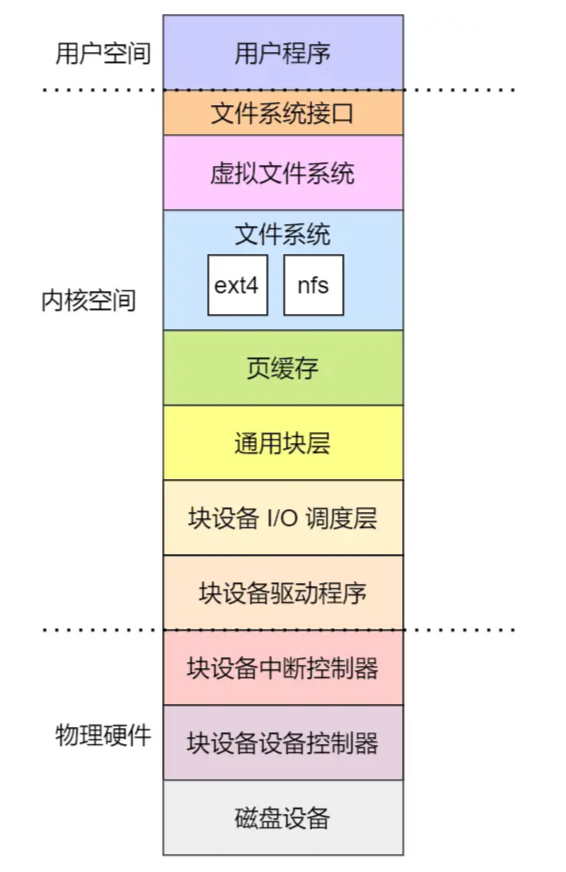 用户空间
用户程序
文件系统接口
虚拟文件系统
文件系统
ext4
nfs
内核空间
页缓存
通用块层
块设备 I/O 调度层
块设备驱动程序
块设备中断控制器
物理硬件
块设备设备控制器
磁盘设备